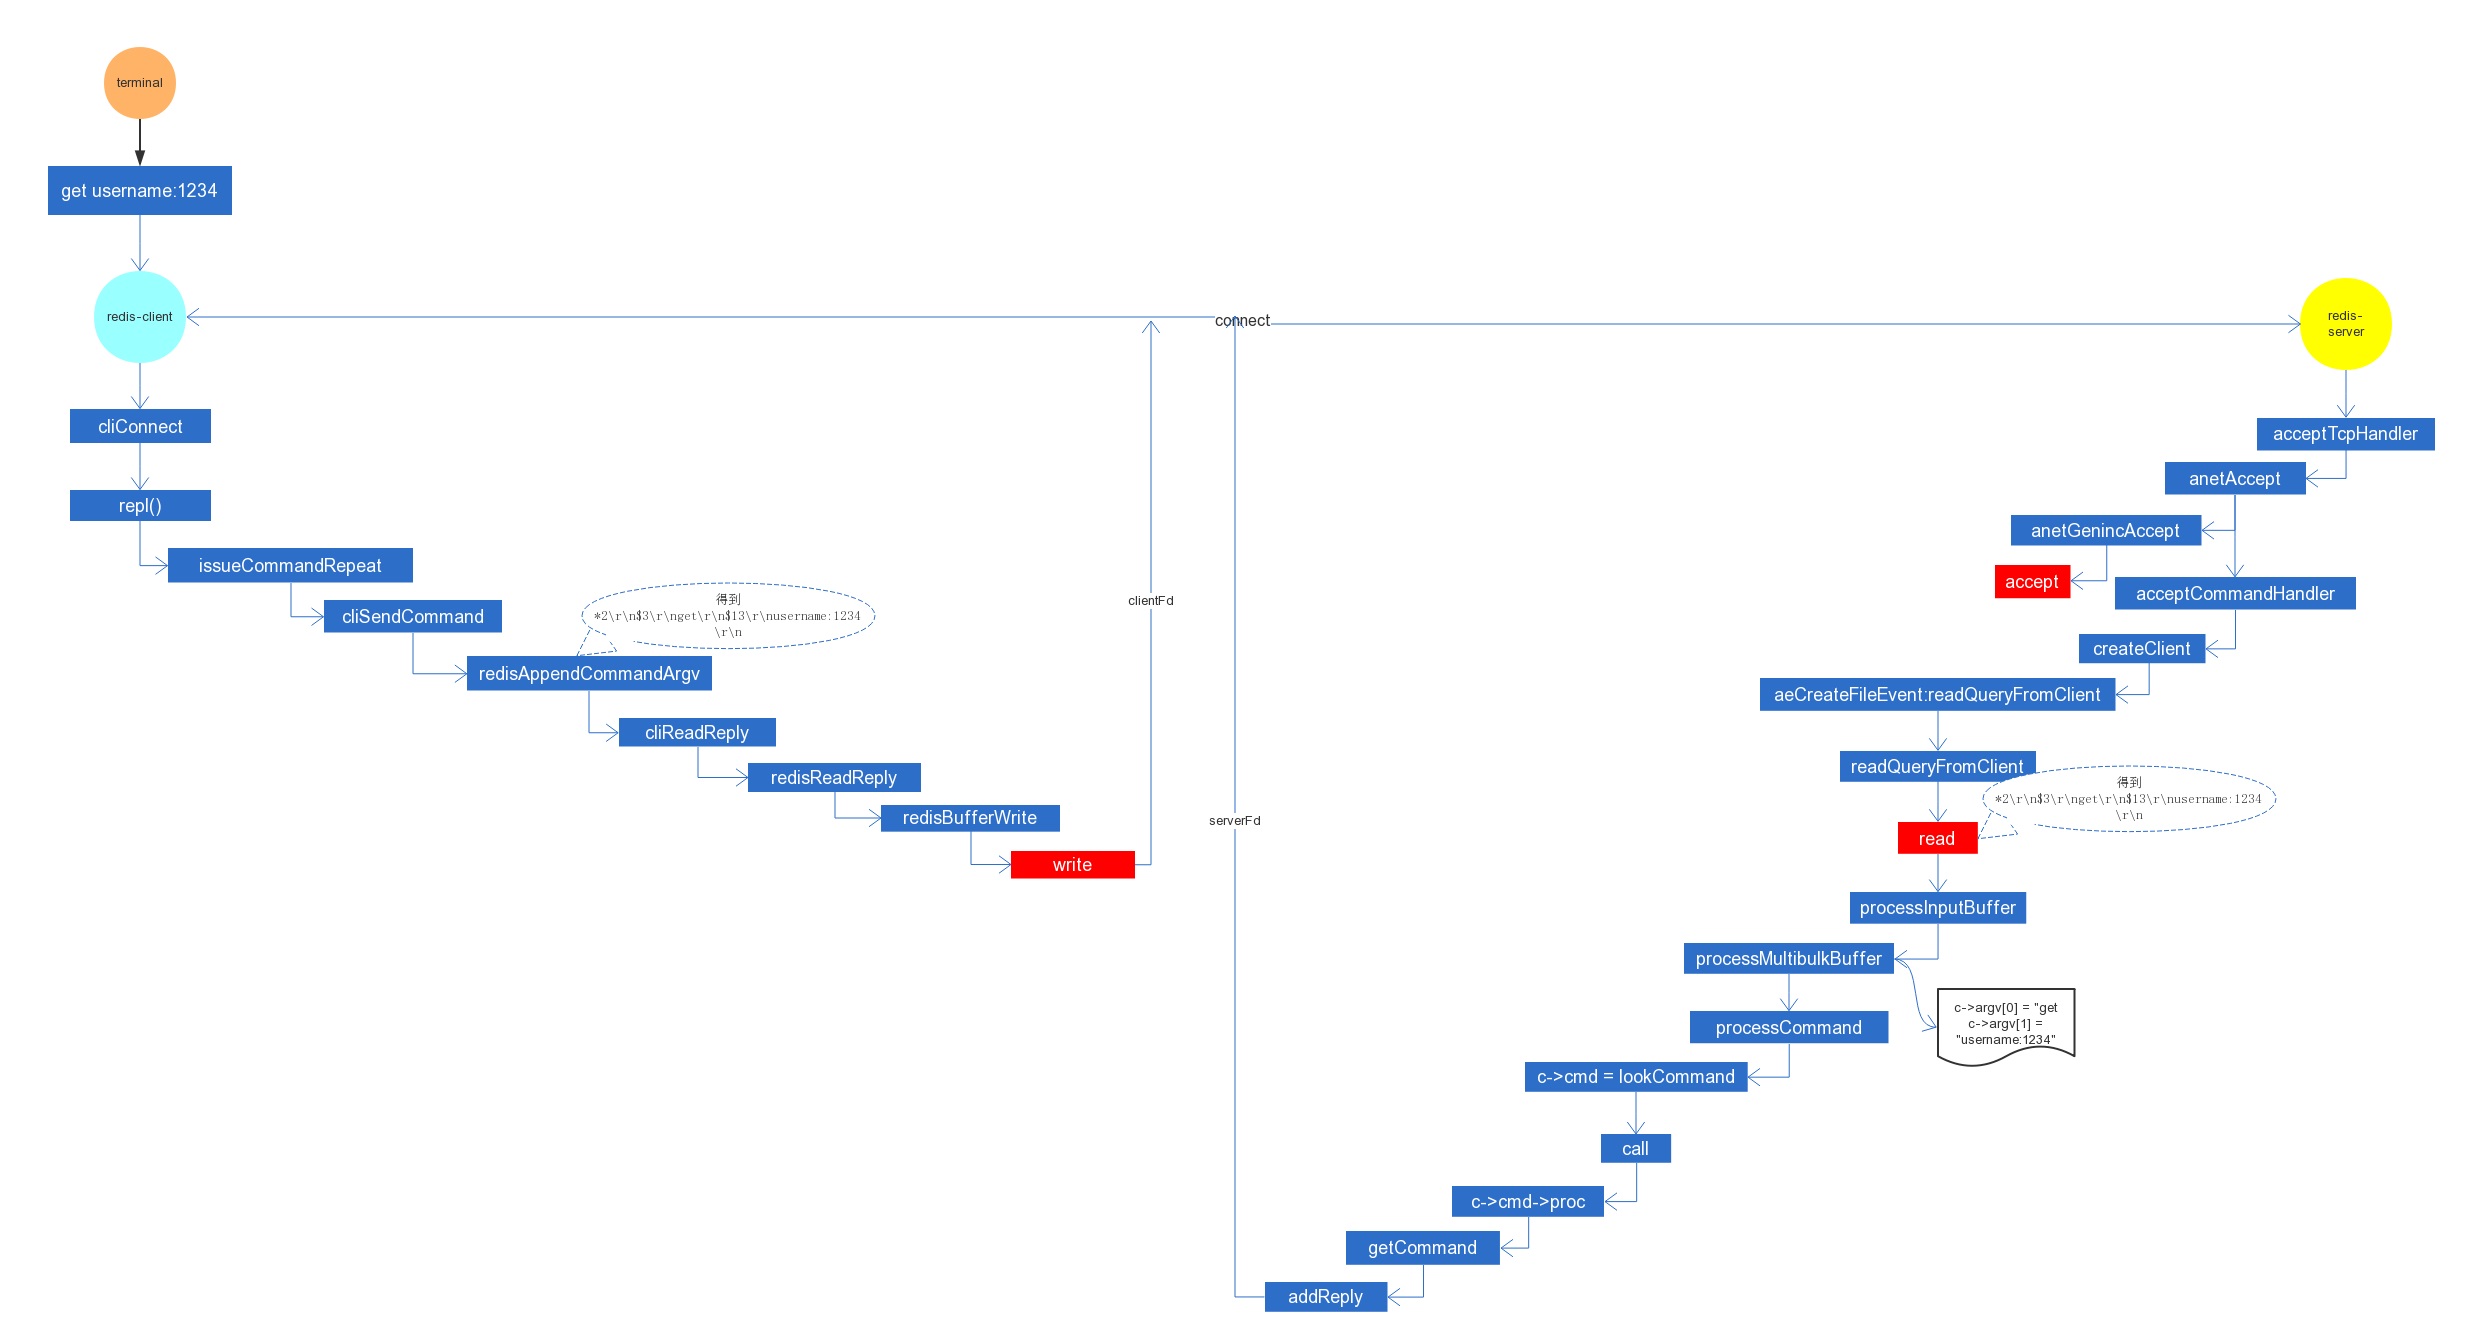 terminal
get username:1234
redis-client
connect
redis-
server
cliConnect
repl()
issueCommandRepeat
cliSendCommand
得到
*2\r\n$3\r\nget\r\n$13\r\nusername:1234
\r\n
redisAppendCommandArgv
cliReadReply
redisReadReply
redisBufferWrite
write
clientFd
serverFd
acceptTcpHandler
anetAccept
anetGenincAccept
accept
acceptCommandHandler
createClient
aeCreateFileEvent:readQueryFromClient
readQueryFromClient
得到
*2\r\n$3\r\nget\r\n$13\r\nusername:1234
\r\n
read
processInputBuffer
processMultibulkBuffer
c->argv[0] = "get
c->argv[1] =
"username:1234"
processCommand
c->cmd = lookCommand
call
c->cmd->proc
getCommand
addReply